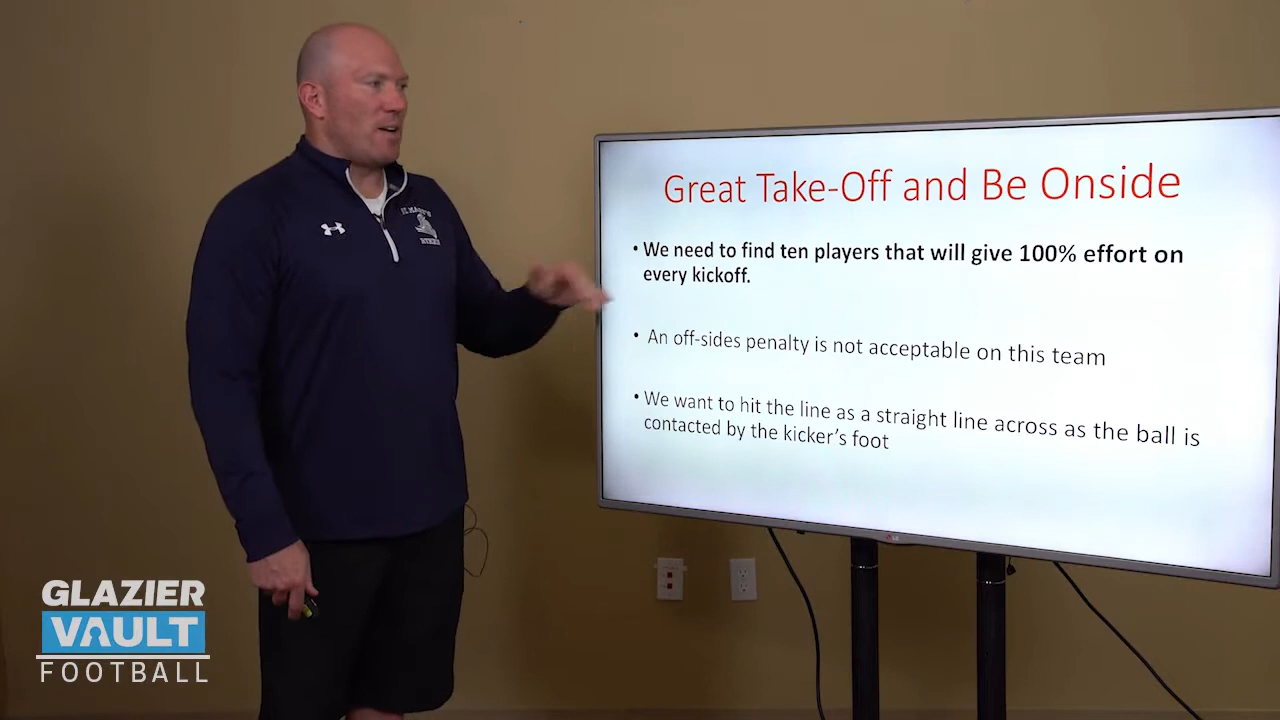 Great Take-Off and Be Onside
• We need to find ten players that will give 100% effort on
every kickoff.
• An off-sides penalty is not acceptable on this team
• We want to hit the line as a straight line across as the ball is
contacted by the kicker's foot
LG
GLAZIER
VAULT
FOOTBALL